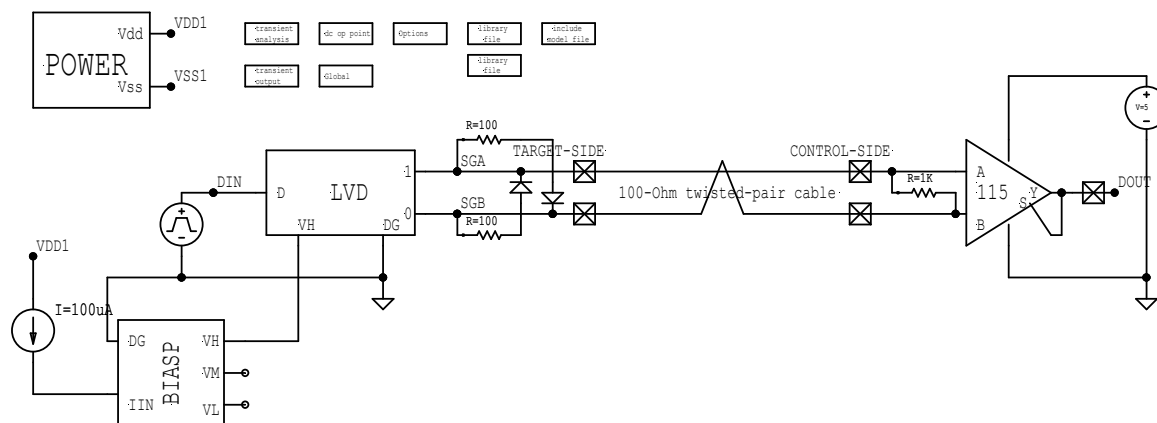 VDD1
Vdd
POWER
Vss
VSS1
transient
analysis
dc op point
Options
library
file
include
model file
library
file
transient
output
Global
R=100
TARGET-SIDE
CONTROL-SIDE
SGA
DIN
D
LVD
1
0
VH
DG
SGB
R=100
100-Ohm twisted-pair cable
R=1K
A
115
Y
S
B
DOUT
V=5
VDD1
I=100uA
DG
VH
BIASP
VM
IIN
VL